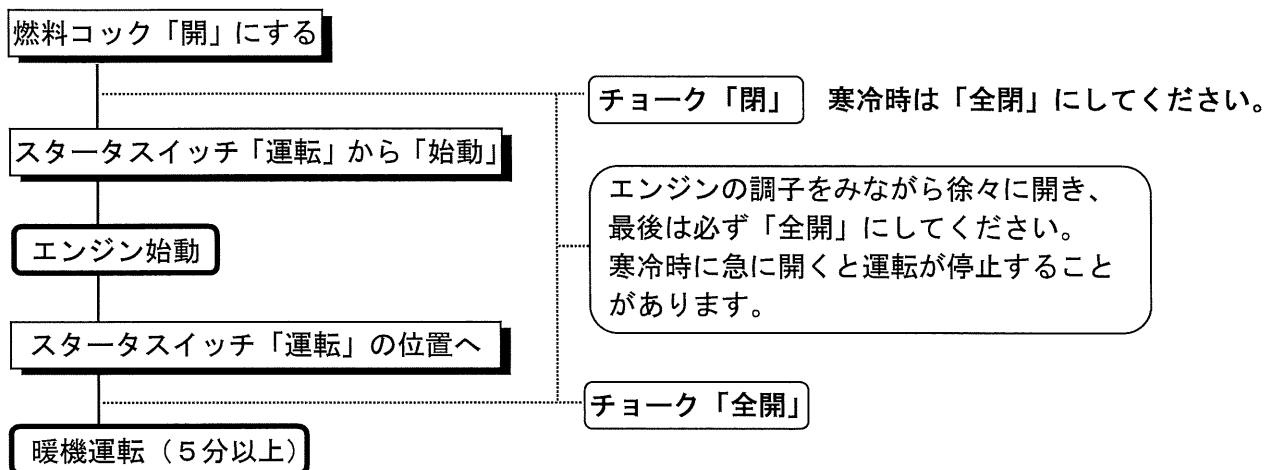 燃料コック「開」にする
チョーク「閉」 寒冷時は「全閉」にしてください。
スタータスイッチ「運転」から「始動」
エンジンの調子をみながら徐々に開き、
最後は必ず「全開」にしてください。
寒冷時に急に開くと運転が停止すること
があります。
エンジン始動
スタータスイッチ「運転」の位置へ
チョーク「全開」
暖機運転(5分以上)